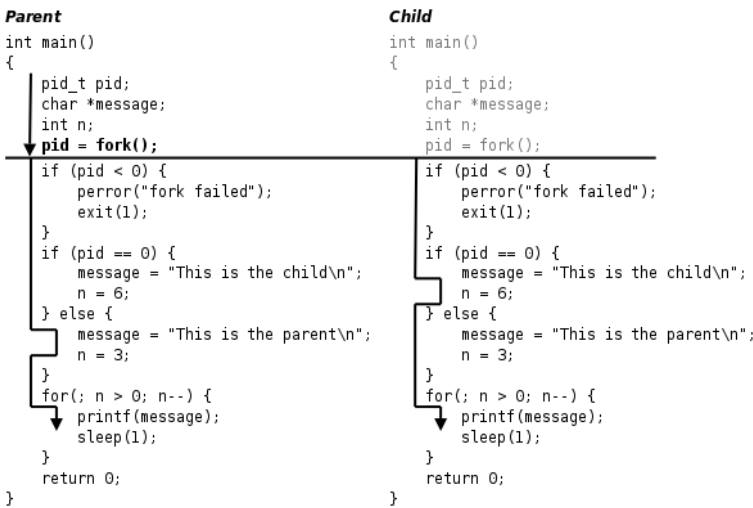 Parent
int main()
{
    pid_t pid;
    char *message;
    int n;
    pid = fork();
    if (pid < 0) {
        perror("fork failed");
        exit(1);
    }
    if (pid == 0) {
        message = "This is the child\n";
        n = 6;
    } else {
        message = "This is the parent\n";
        n = 3;
    }
    for(; n > 0; n--) {
        printf(message);
        sleep(1);
    }
    return 0;
}
Child
int main()
{
    pid_t pid;
    char *message;
    int n;
    pid = fork();
    if (pid < 0) {
        perror("fork failed");
        exit(1);
    }
    if (pid == 0) {
        message = "This is the child\n";
        n = 6;
    } else {
        message = "This is the parent\n";
        n = 3;
    }
    for(; n > 0; n--) {
        printf(message);
        sleep(1);
    }
    return 0;
}